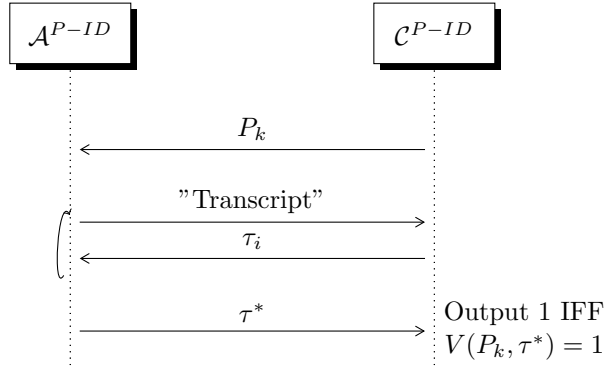 𝒜^{P−ID}
𝒞^{P−ID}
P_k
”Transcript”
τ_i
τ*
Output 1 IFF
V(P_k, τ*) = 1